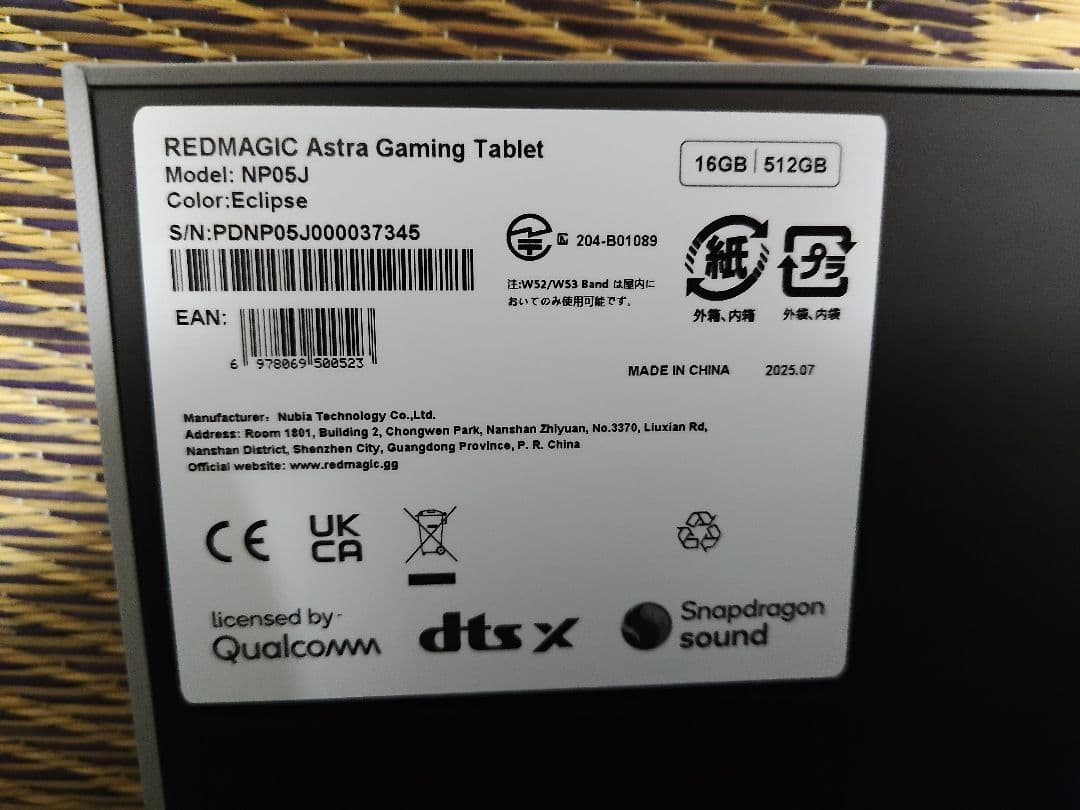 REDMAGIC Astra Gaming Tablet
Model: NP05J
Color:Eclipse
16GB | 512GB
S/N:PDNP05J000037345
204-B01089
注:W52/W53 Band は屋内に
おいてのみ使用可能です。
紙
外箱、内箱
プラ
外袋、内袋
EAN:
6 978069 500523
MADE IN CHINA 2025.07
Manufacturer: Nubia Technology Co.,Ltd.
Address: Room 1801, Building 2, Chongwen Park, Nanshan Zhiyuan, No.3370, Liuxian Rd,
Nanshan District, Shenzhen City, Guangdong Province, P. R. China
Official website: www.redmagic.gg
CE
UK
CA
licensed by
Qualcomm
dts x
Snapdragon
sound